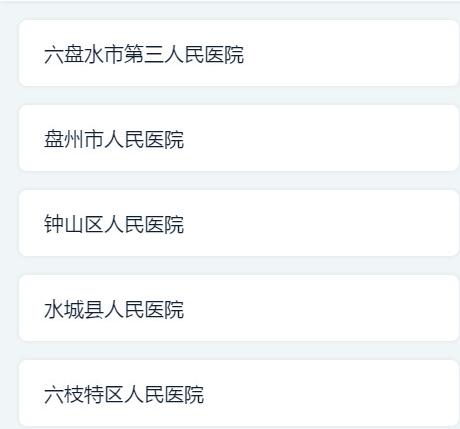 六盘水市第三人民医院
盘州市人民医院
钟山区人民医院
水城县人民医院
六枝特区人民医院